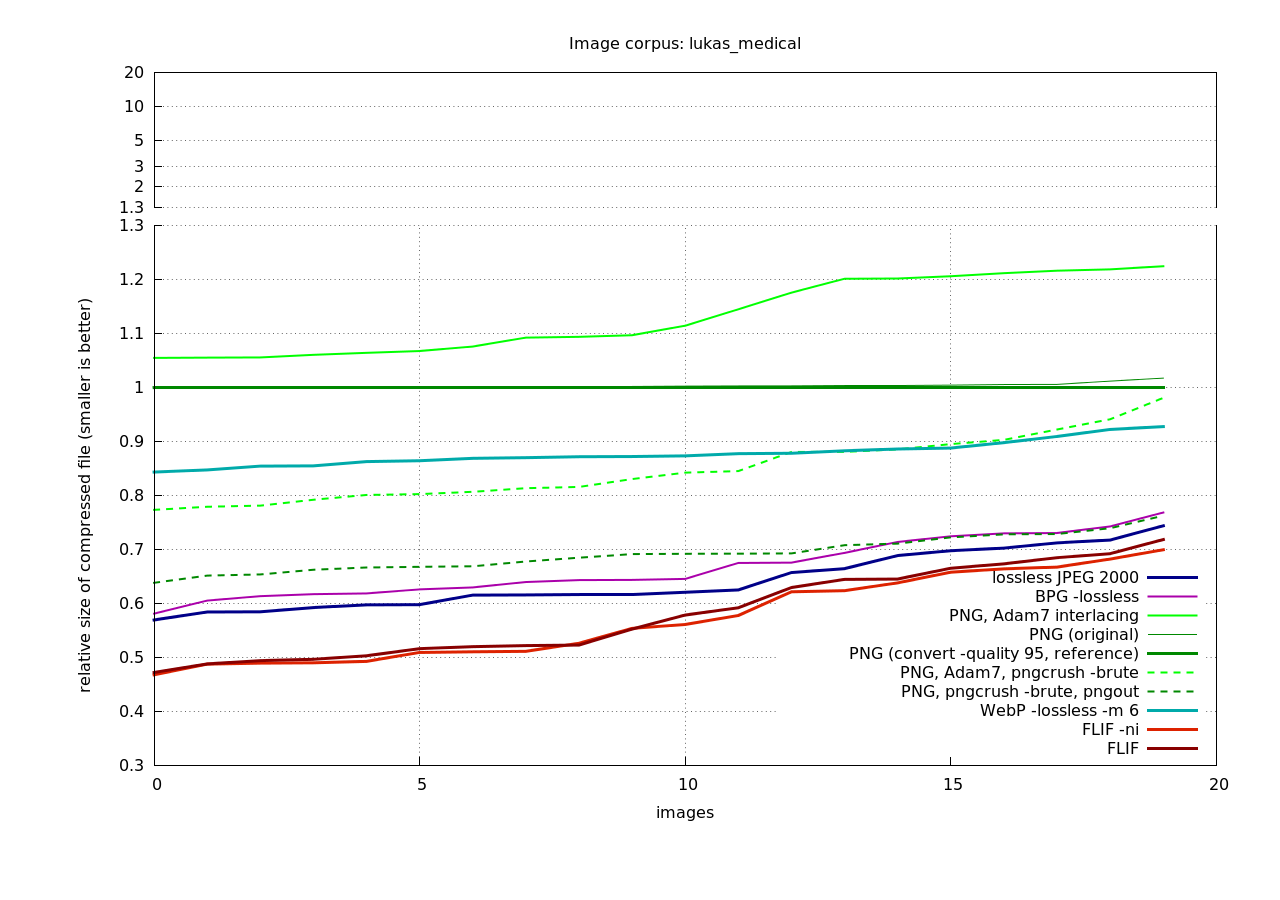 Image corpus: lukas_medical
20
10
5
3
2
1.3
1.3
1.2
1.1
1
0.9
0.8
0.7
0.6
0.5
0.4
0.3
relative size of compressed file (smaller is better)
lossless JPEG 2000
BPG -lossless
PNG, Adam7 interlacing
PNG (original)
PNG (convert -quality 95, reference)
PNG, Adam7, pngcrush -brute
PNG, pngcrush -brute, pngout
WebP -lossless -m 6
FLIF -ni
FLIF
0 5 10 15 20
images